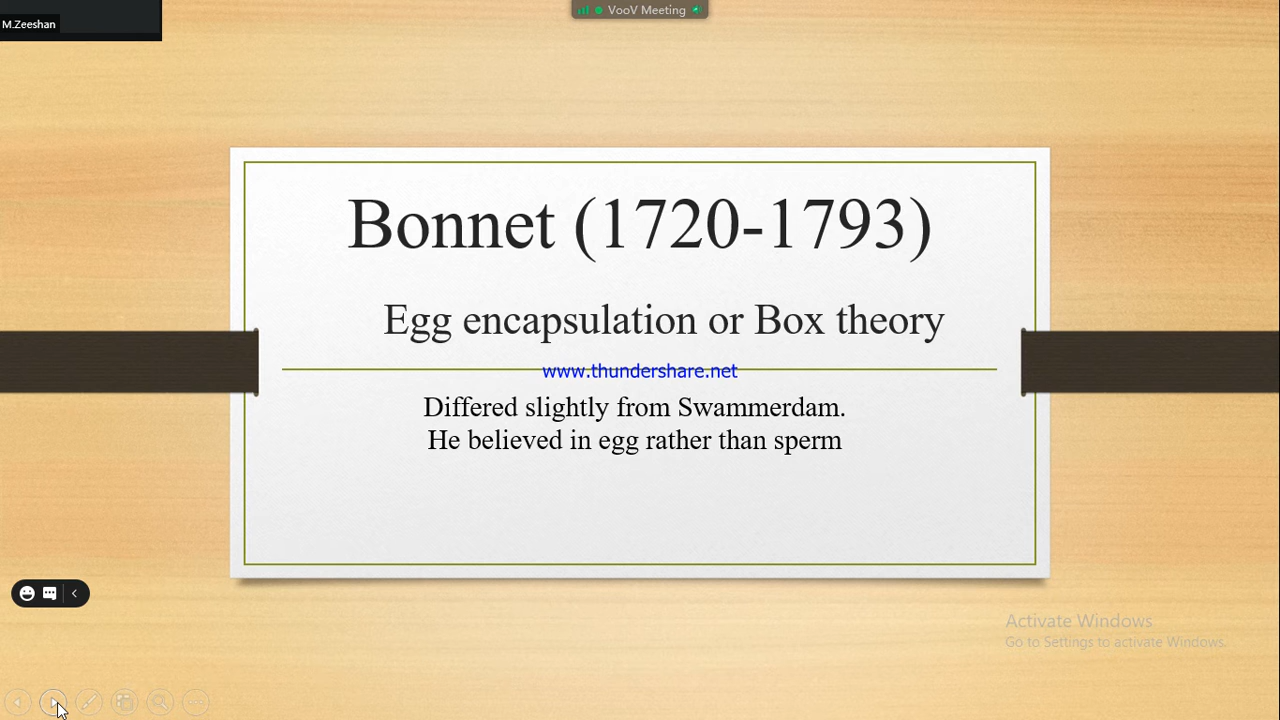 M.Zeeshan
VooV Meeting
Bonnet (1720-1793)
Egg encapsulation or Box theory
www.thundershare.net
Differed slightly from Swammerdam.
He believed in egg rather than sperm
Activate Windows
Go to Settings to activate Windows.